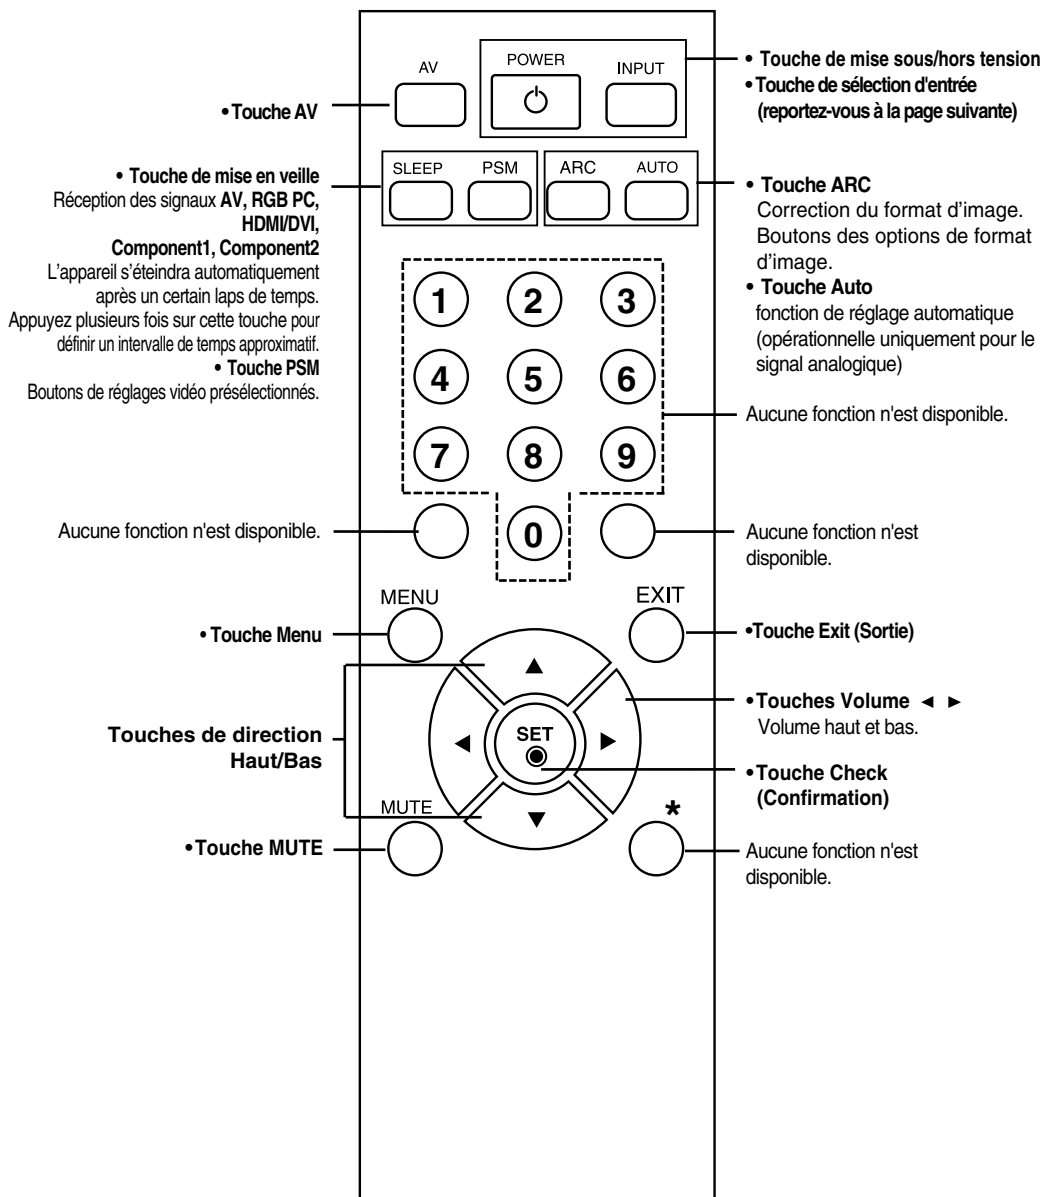 AV
POWER
INPUT
• Touche AV
• Touche de mise sous/hors tension
• Touche de sélection d'entrée
(reportez-vous à la page suivante)
SLEEP
PSM
ARC
AUTO
• Touche de mise en veille
Réception des signaux AV, RGB PC,
HDMI/DVI,
Component1, Component2
L'appareil s'éteindra automatiquement
après un certain laps de temps.
Appuyez plusieurs fois sur cette touche pour
définir un intervalle de temps approximatif.
• Touche PSM
Boutons de réglages vidéo présélectionnés.
• Touche ARC
Correction du format d'image.
Boutons des options de format
d'image.
• Touche Auto
fonction de réglage automatique
(opérationnelle uniquement pour le
signal analogique)
1
2
3
4
5
6
7
8
9
0
Aucune fonction n'est disponible.
Aucune fonction n'est disponible.
Aucune fonction n'est
disponible.
MENU
EXIT
• Touche Menu
•Touche Exit (Sortie)
Touches de direction
Haut/Bas
▲
◄
SET
►
▼
• Touches Volume ◄ ►
Volume haut et bas.
• Touche Check
(Confirmation)
MUTE
*
• Touche MUTE
Aucune fonction n'est
disponible.